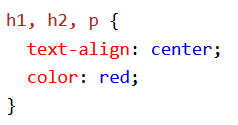 h1, h2, p {
  text-align: center;
  color: red;
}